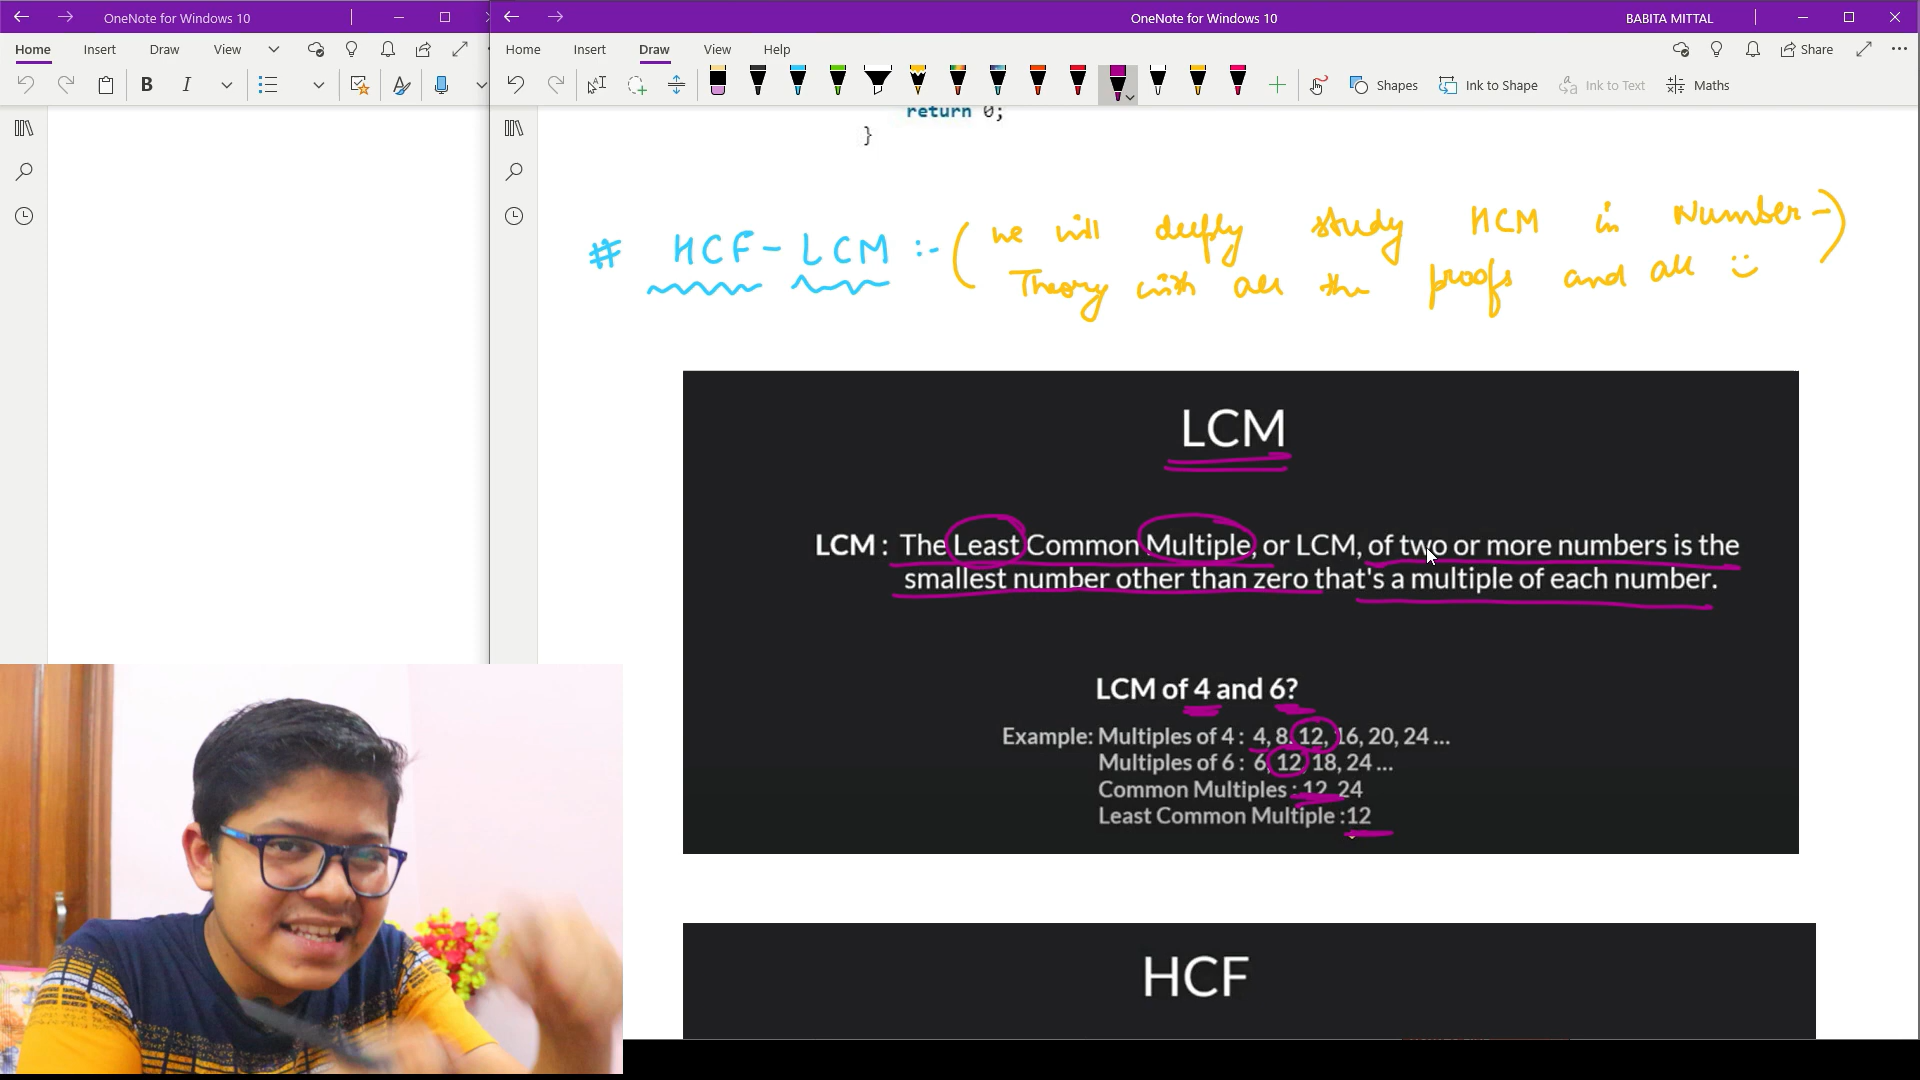 OneNote for Windows 10
OneNote for Windows 10
BABITA MITTAL
Home Insert Draw View
Home Insert Draw View Help
Share
B I
Shapes Ink to Shape Ink to Text Maths
return 0;
}
# HCF - LCM :- (we will deeply study HCM in Number-
Theory with all the proofs and all )
LCM
LCM : The Least Common Multiple, or LCM, of two or more numbers is the
smallest number other than zero that's a multiple of each number.
LCM of 4 and 6?
Example: Multiples of 4 : 4, 8, 12, 16, 20, 24 ...
Multiples of 6 : 6, 12, 18, 24 ...
Common Multiples : 12, 24
Least Common Multiple :12
HCF